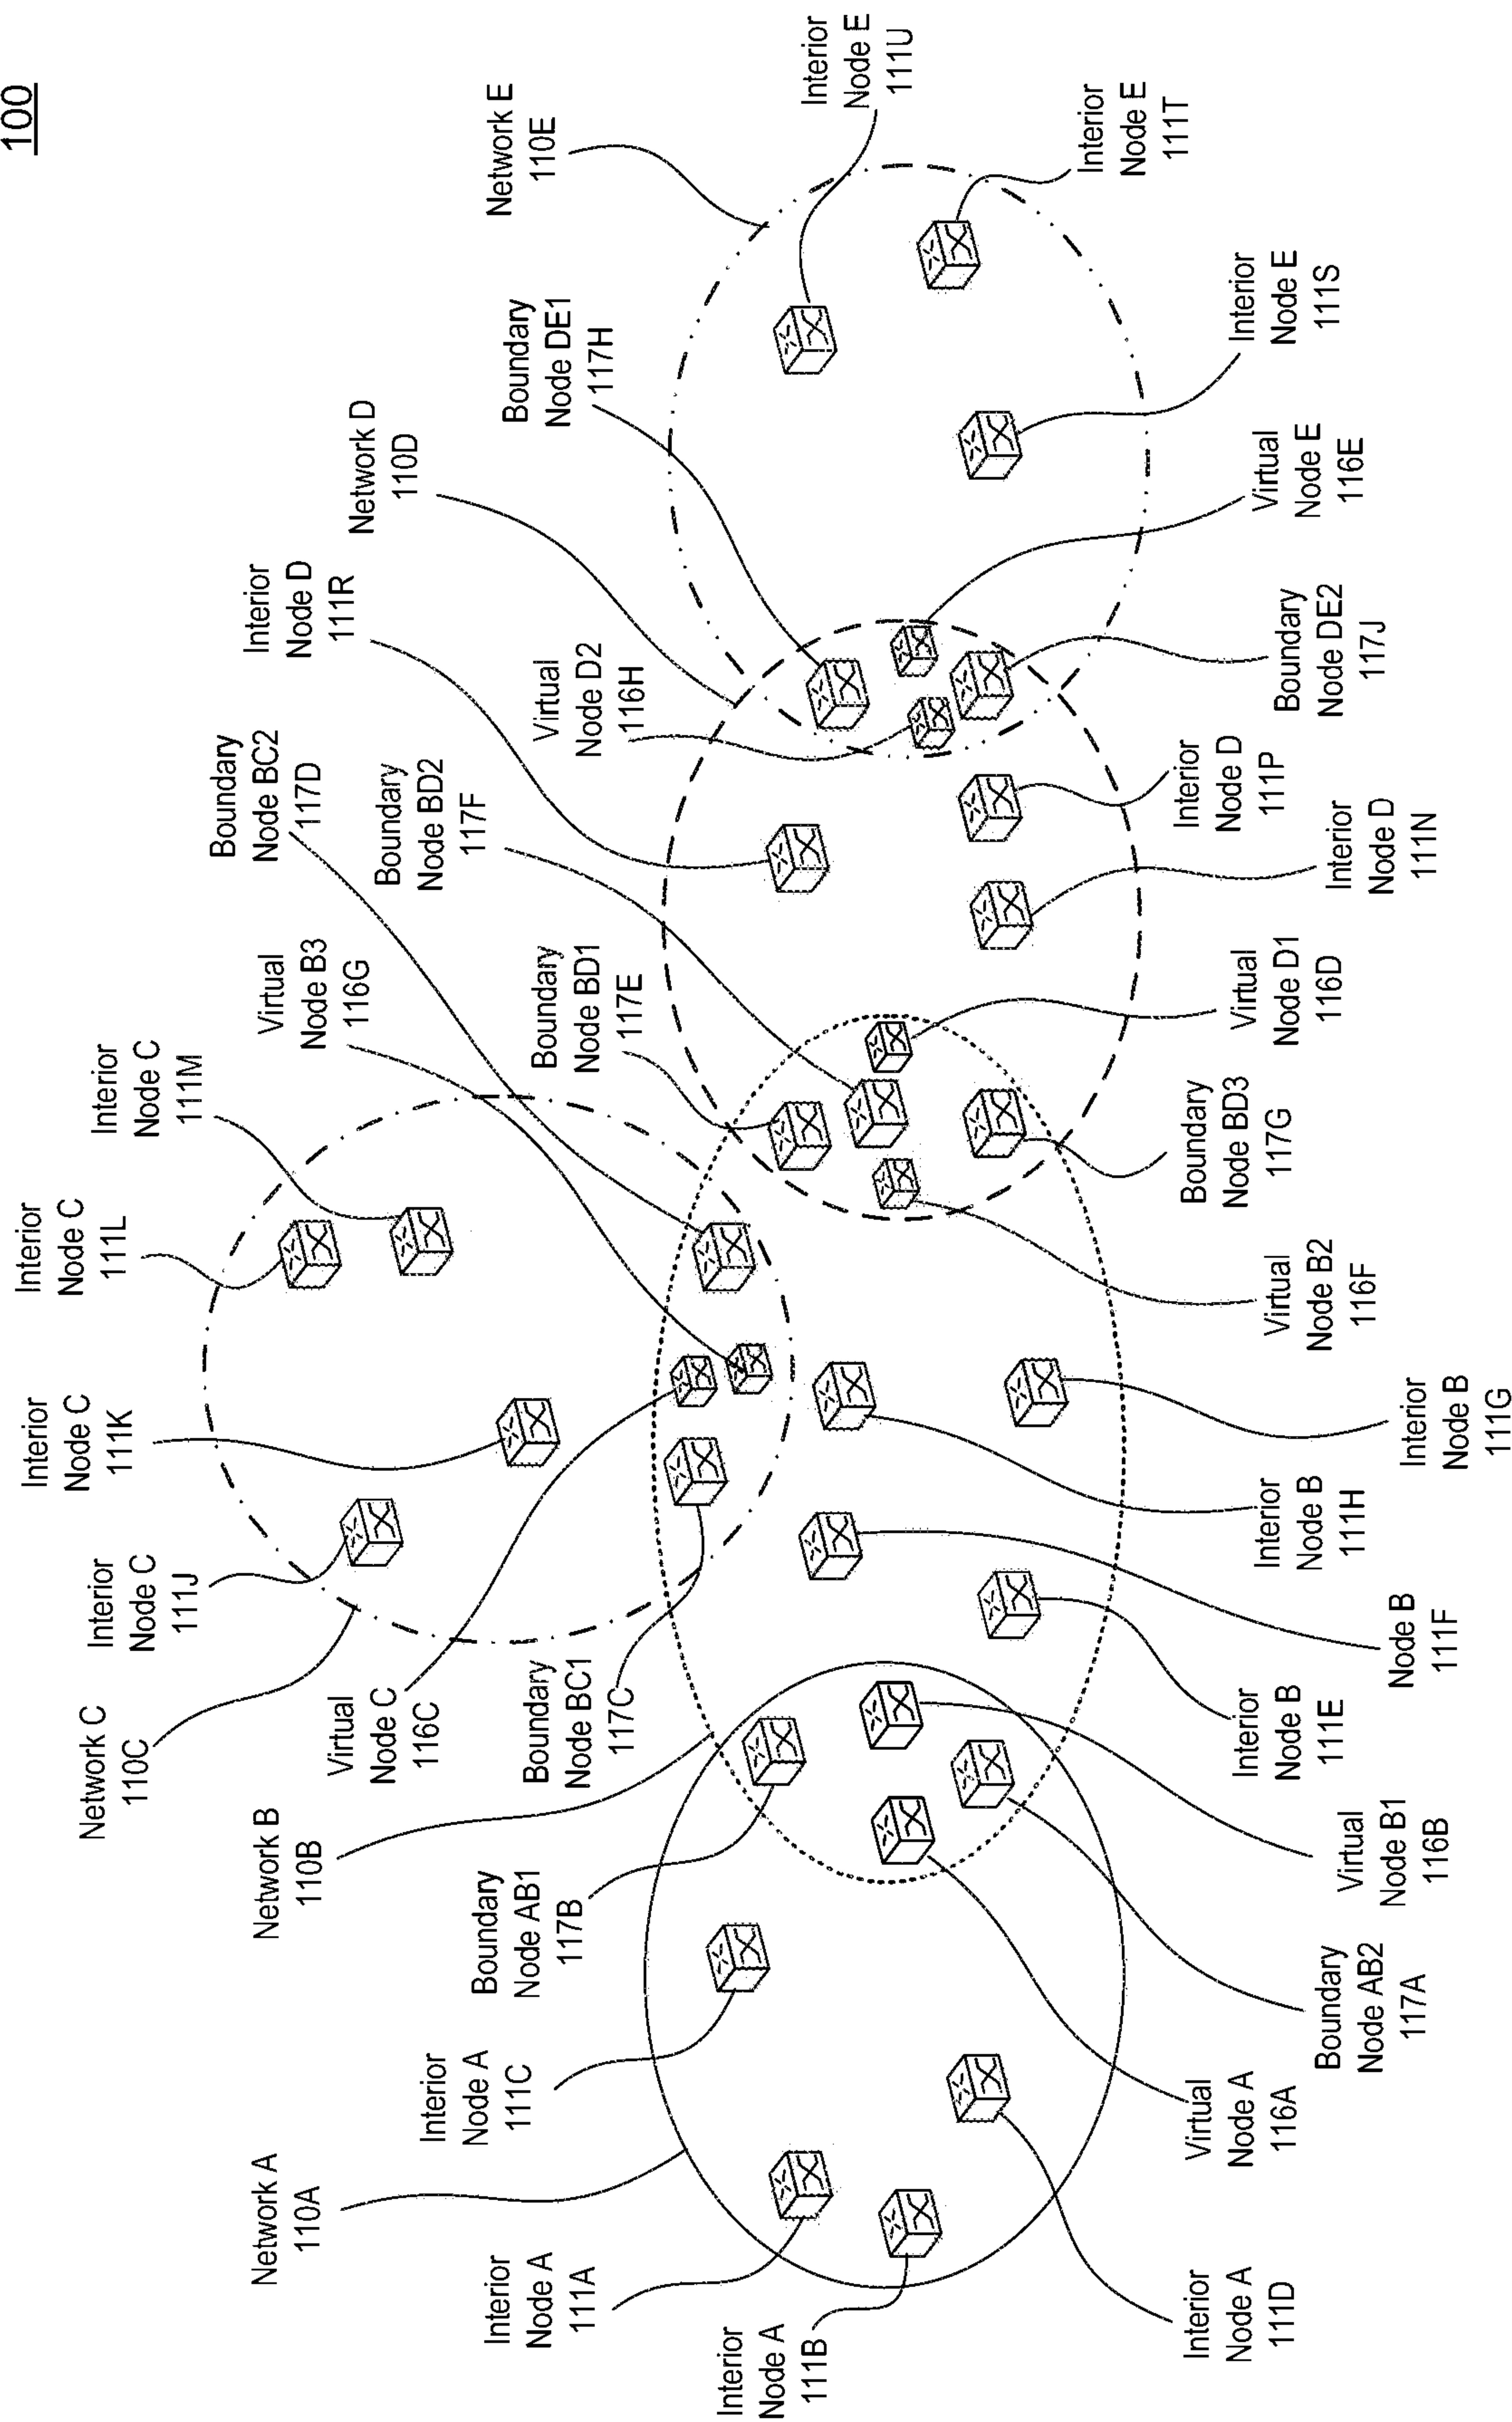 100
Network A
110A
Interior
Node A
111A
Interior
Node A
111B
Interior
Node A
111C
Interior
Node A
111D
Virtual
Node A
116A
Boundary
Node AB2
117A
Boundary
Node AB1
117B
Network B
110B
Virtual
Node B1
116B
Interior
Node B
111E
Node B
111F
Interior
Node B
111H
Interior
Node B
111G
Network C
110C
Virtual
Node C
116C
Boundary
Node BC1
117C
Interior
Node C
111J
Interior
Node C
111K
Interior
Node C
111L
Interior
Node C
111M
Virtual
Node B3
116G
Boundary
Node BC2
117D
Virtual
Node B2
116F
Boundary
Node BD1
117E
Boundary
Node BD2
117F
Boundary
Node BD3
117G
Virtual
Node D1
116D
Interior
Node D
111R
Interior
Node D
111N
Interior
Node D
111P
Network D
110D
Virtual
Node D2
116H
Boundary
Node DE1
117H
Boundary
Node DE2
117J
Virtual
Node E
116E
Network E
110E
Interior
Node E
111S
Interior
Node E
111T
Interior
Node E
111U